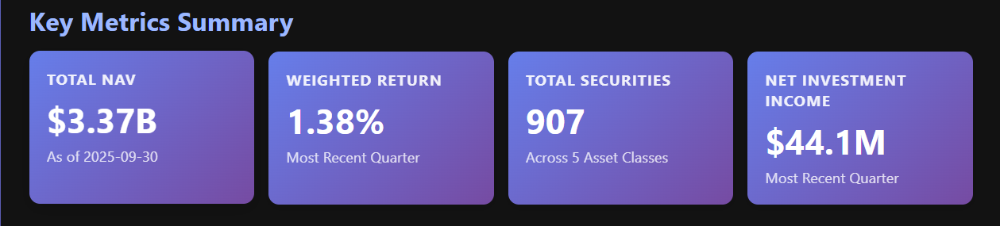 Key Metrics Summary
TOTAL NAV
$3.37B
As of 2025-09-30
WEIGHTED RETURN
1.38%
Most Recent Quarter
TOTAL SECURITIES
907
Across 5 Asset Classes
NET INVESTMENT
INCOME
$44.1M
Most Recent Quarter